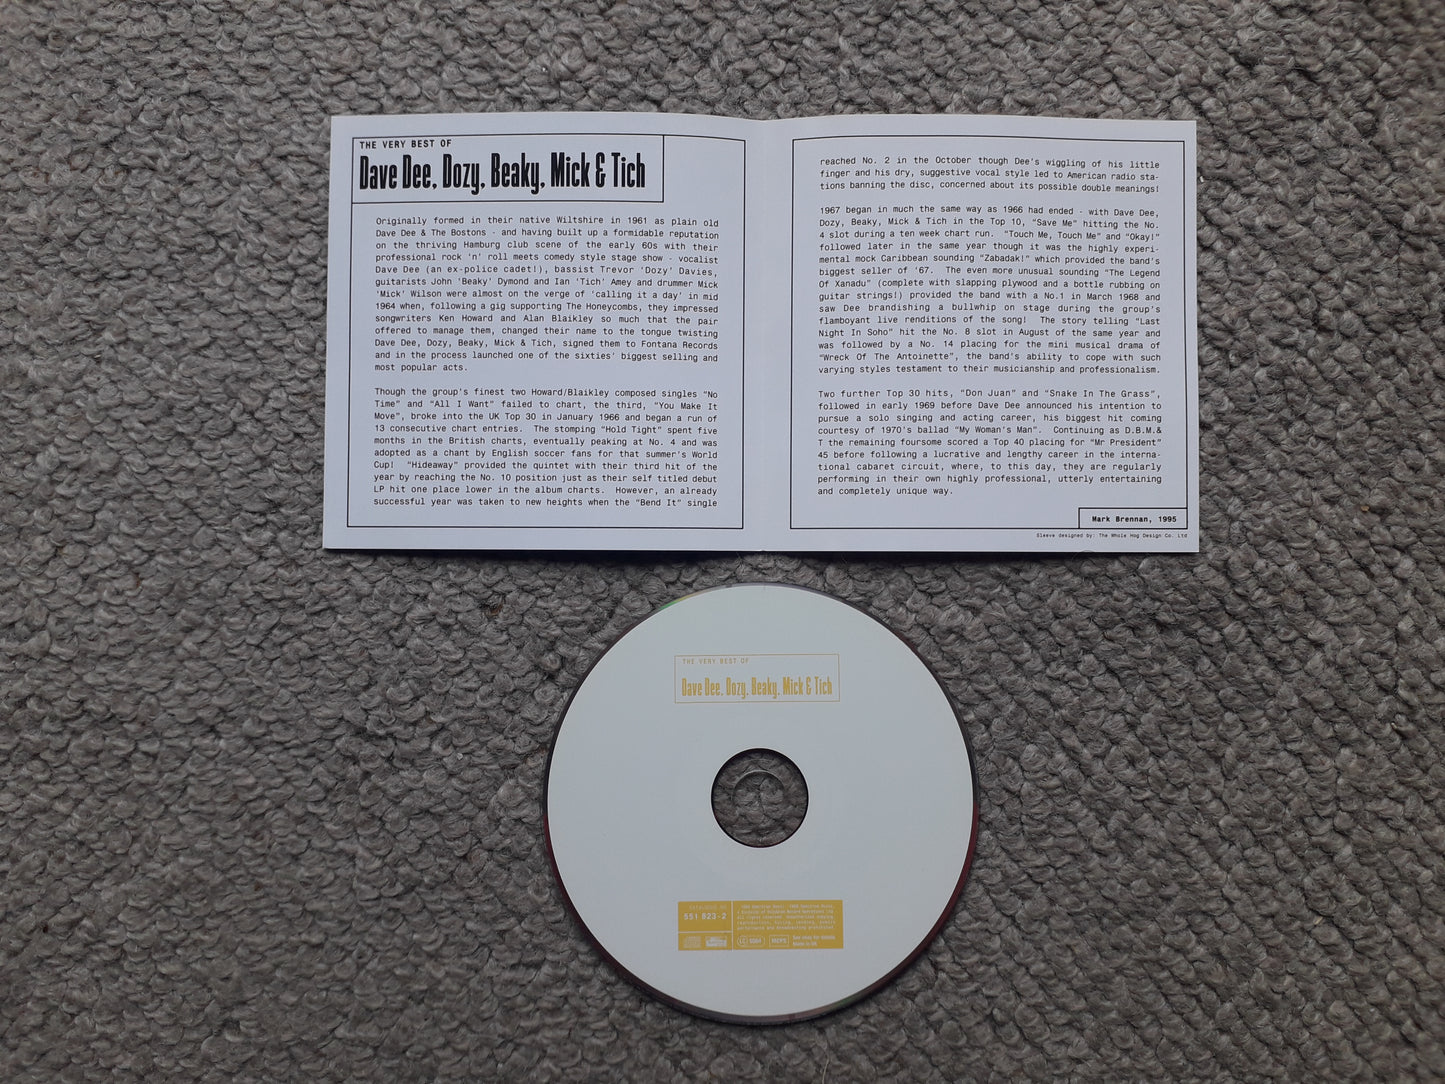 THE VERY BEST OF
Dave Dee, Dozy, Beaky, Mick & Tich
Originally formed in their native Wiltshire in 1961 as plain old
Dave Dee & The Bostons - and having built up a formidable reputation
on the thriving Hamburg club scene of the early 60s with their
professional rock 'n' roll meets comedy style stage show - vocalist
Dave Dee (an ex-police cadet!), bassist Trevor 'Dozy' Davies,
guitarists John 'Beaky' Dymond and Ian 'Tich' Amey and drummer Mick
'Mick' Wilson were almost on the verge of 'calling it a day' in mid
1964 when, following a gig supporting The Honeycombs, they impressed
songwriters Ken Howard and Alan Blaikley so much that the pair
offered to manage them, changed their name to the tongue twisting
Dave Dee, Dozy, Beaky, Mick & Tich, signed them to Fontana Records
and in the process launched one of the sixties' biggest selling and
most popular acts.
Though the group's finest two Howard/Blaikley composed singles "No
Time" and "All I Want" failed to chart, the third, "You Make It
Move", broke into the UK Top 30 in January 1966 and began a run of
13 consecutive chart entries. The stomping "Hold Tight" spent five
months in the British charts, eventually peaking at No. 4 and was
adopted as a chant by English soccer fans for that summer's World
Cup! "Hideaway" provided the quintet with their third hit of the
year by reaching the No. 10 position just as their self titled debut
LP hit one place lower in the album charts. However, an already
successful year was taken to new heights when the "Bend It" single
reached No. 2 in the October though Dee's wiggling of his little
finger and his dry, suggestive vocal style led to American radio sta-
tions banning the disc, concerned about its possible double meanings!
1967 began in much the same way as 1966 had ended - with Dave Dee,
Dozy, Beaky, Mick & Tich in the Top 10, "Save Me" hitting the No.
4 slot during a ten week chart run. "Touch Me, Touch Me" and "Okay!"
followed later in the same year though it was the highly experi-
mental mock Caribbean sounding "Zabadak!" which provided the band's
biggest seller of '67. The even more unusual sounding "The Legend
Of Xanadu" (complete with slapping plywood and a bottle rubbing on
guitar strings!) provided the band with a No.1 in March 1968 and
saw Dee brandishing a bullwhip on stage during the group's
flamboyant live renditions of the song! The story telling "Last
Night In Soho" hit the No. 8 slot in August of the same year and
was followed by a No. 14 placing for the mini musical drama of
"Wreck Of The Antoinette", the band's ability to cope with such
varying styles testament to their musicianship and professionalism.
Two further Top 30 hits, "Don Juan" and "Snake In The Grass",
followed in early 1969 before Dave Dee announced his intention to
pursue a solo singing and acting career, his biggest hit coming
courtesy of 1970's ballad "My Woman's Man". Continuing as D.B.M.&
T the remaining foursome scored a Top 40 placing for "Mr President"
45 before following a lucrative and lengthy career in the interna-
tional cabaret circuit, where, to this day, they are regularly
performing in their own highly professional, utterly entertaining
and completely unique way.
Mark Brennan, 1995
Sleeve designed by: The Whole Hog Design Co. Ltd
THE VERY BEST OF
Dave Dee, Dozy, Beaky, Mick & Tich
CATALOGUE NO
551 823-2
MCPS
Made in UK